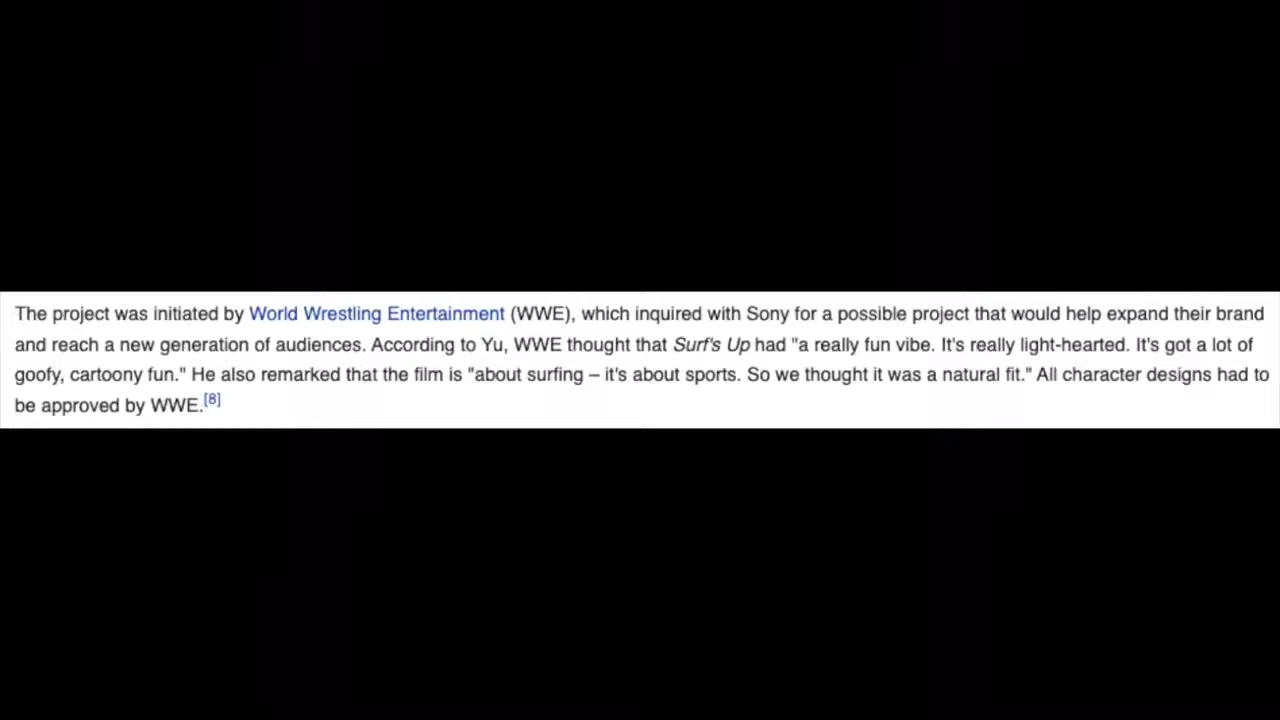 The project was initiated by World Wrestling Entertainment (WWE), which inquired with Sony for a possible project that would help expand their brand
and reach a new generation of audiences. According to Yu, WWE thought that Surf's Up had "a really fun vibe. It's really light-hearted. It's got a lot of
goofy, cartoony fun." He also remarked that the film is "about surfing – it's about sports. So we thought it was a natural fit." All character designs had to
be approved by WWE.[8]